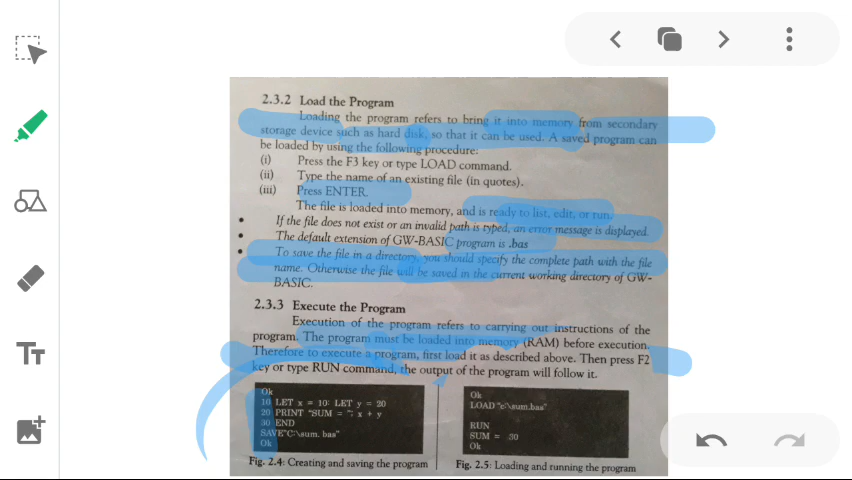 2.3.2 Load the Program
Loading the program refers to bring it into memory from secondary
storage device such as hard disk, so that it can be used. A saved program can
be loaded by using the following procedure:
(i) Press the F3 key or type LOAD command.
(ii) Type the name of an existing file (in quotes).
(iii) Press ENTER.
The file is loaded into memory, and is ready to list, edit, or run.
• If the file does not exist or an invalid path is typed, an error message is displayed.
• The default extension of GW-BASIC program is .bas
• To save the file in a directory, you should specify the complete path with the file
name. Otherwise the file will be saved in the current working directory of GW-
BASIC.
2.3.3 Execute the Program
Execution of the program refers to carrying out instructions of the
program. The program must be loaded into memory (RAM) before execution.
Therefore to execute a program, first load it as described above. Then press F2
key or type RUN command, the output of the program will follow it.
Ok
10 LET x = 10: LET y = 20
20 PRINT "SUM = "; x + y
30 END
SAVE"C:\sum. bas"
Ok
Fig. 2.4: Creating and saving the program
Ok
LOAD "c:\sum.bas"
RUN
SUM = 30
Ok
Fig. 2.5: Loading and running the program
TT